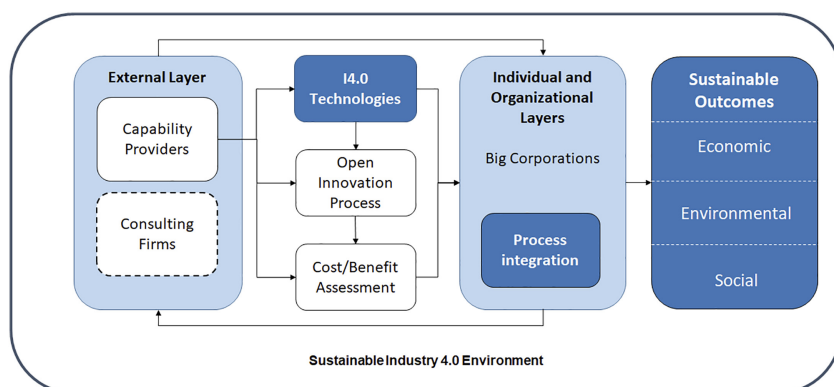 External Layer
Capability
Providers
Consulting
Firms
I4.0
Technologies
Open
Innovation
Process
Cost/Benefit
Assessment
Individual and
Organizational
Layers
Big Corporations
Process
integration
Sustainable
Outcomes
Economic
Environmental
Social
Sustainable Industry 4.0 Environment